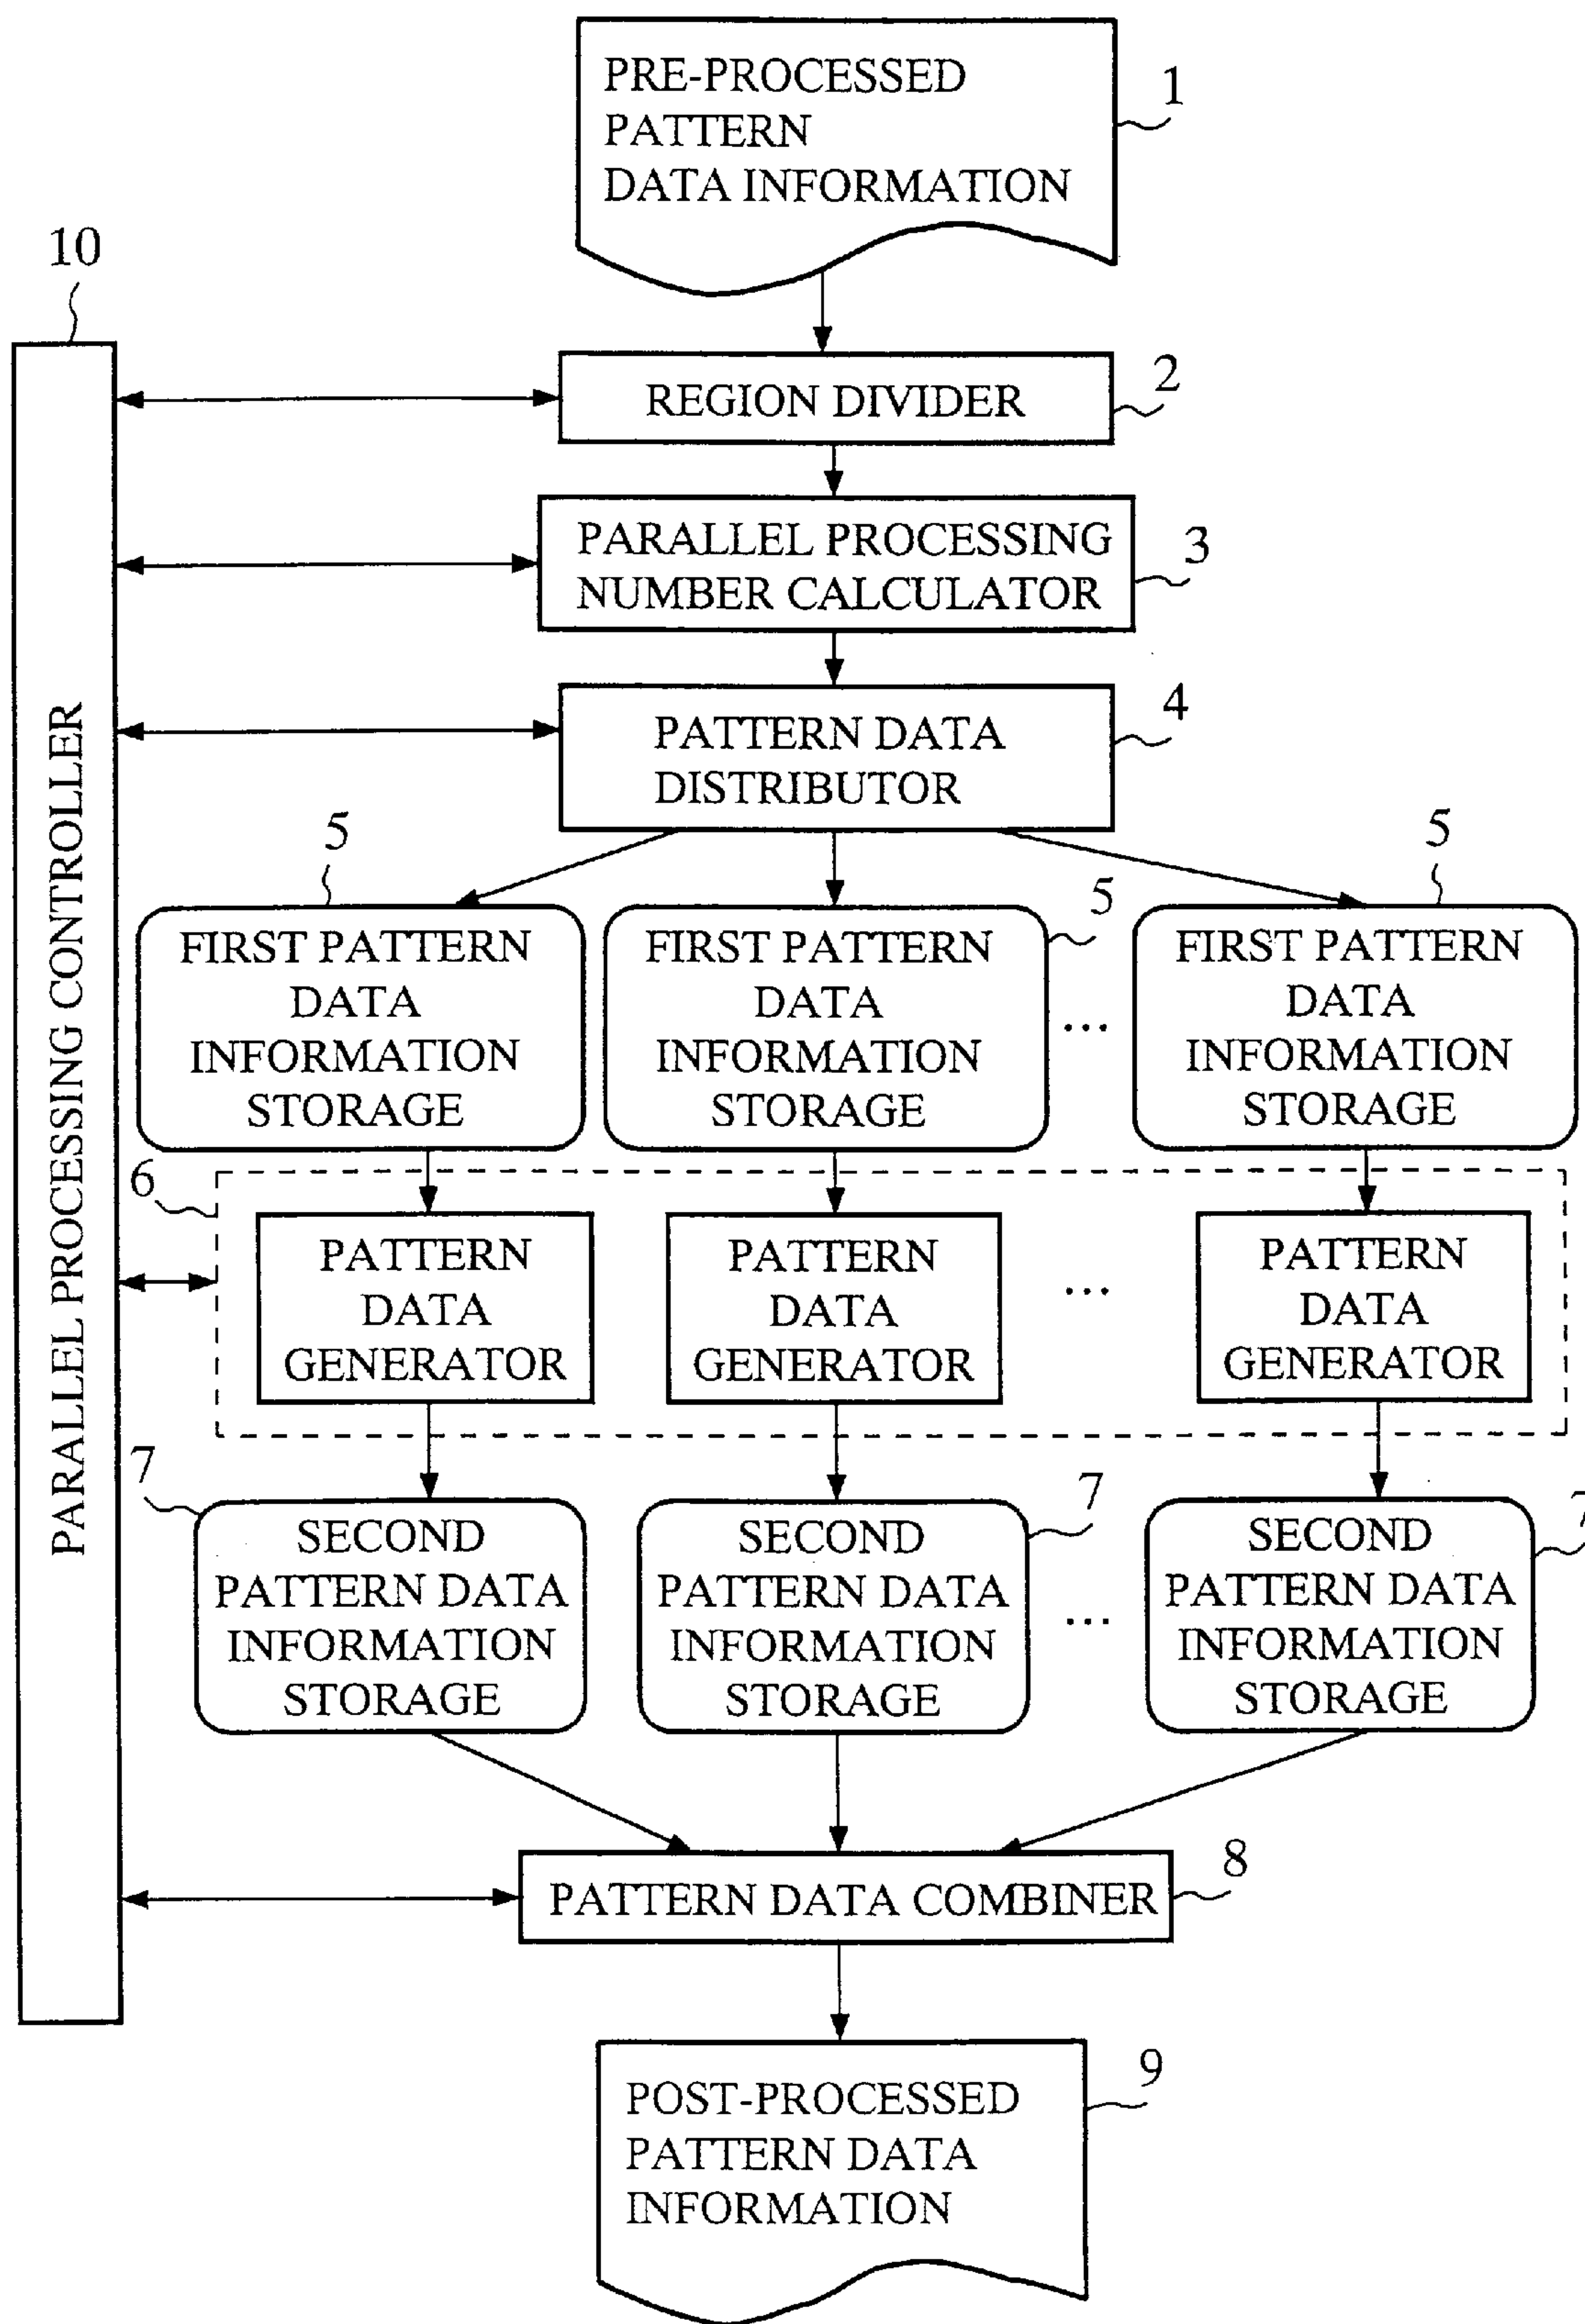 PRE-PROCESSED
PATTERN
DATA INFORMATION
1
10
REGION DIVIDER
2
PARALLEL PROCESSING
NUMBER CALCULATOR
3
PATTERN DATA
DISTRIBUTOR
4
PARALLEL PROCESSING CONTROLLER
5
FIRST PATTERN
DATA
INFORMATION
STORAGE
5
FIRST PATTERN
DATA
INFORMATION
STORAGE
...
5
FIRST PATTERN
DATA
INFORMATION
STORAGE
6
PATTERN
DATA
GENERATOR
PATTERN
DATA
GENERATOR
...
PATTERN
DATA
GENERATOR
7
SECOND
PATTERN DATA
INFORMATION
STORAGE
7
SECOND
PATTERN DATA
INFORMATION
STORAGE
...
7
SECOND
PATTERN DATA
INFORMATION
STORAGE
PATTERN DATA COMBINER
8
POST-PROCESSED
PATTERN DATA
INFORMATION
9